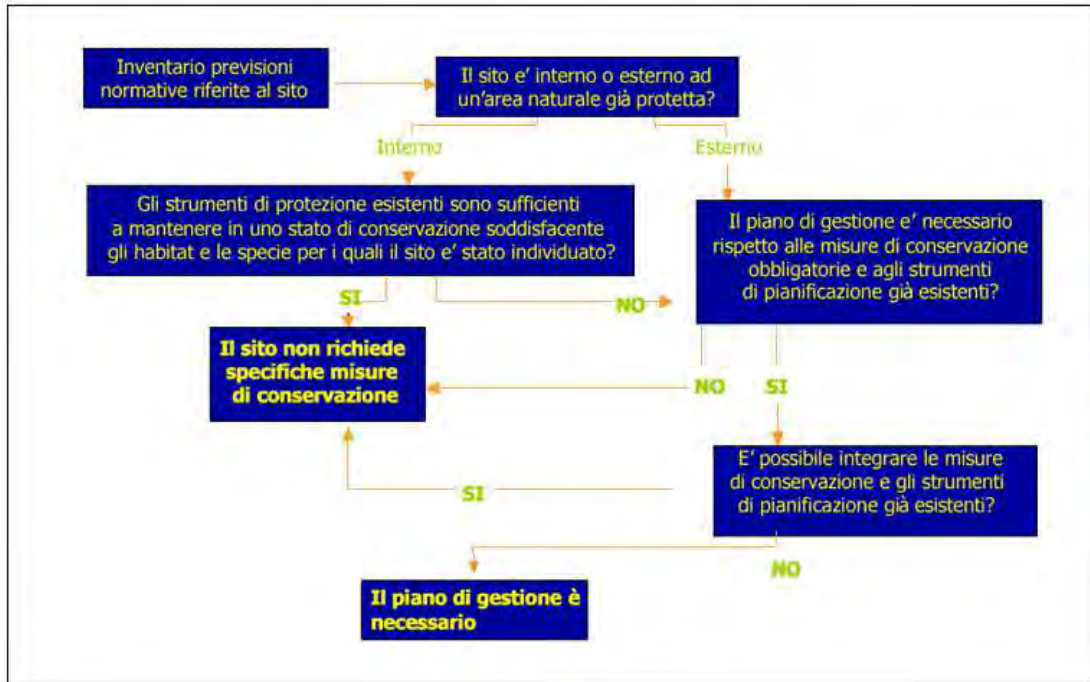 Inventario previsioni
normative riferite al sito
Il sito e' interno o esterno ad
un'area naturale già protetta?
Interno
Esterno
Gli strumenti di protezione esistenti sono sufficienti
a mantenere in uno stato di conservazione soddisfacente
gli habitat e le specie per i quali il sito e' stato individuato?
Il piano di gestione e' necessario
rispetto alle misure di conservazione
obbligatorie e agli strumenti
di pianificazione già esistenti?
SI
NO
Il sito non richiede
specifiche misure
di conservazione
NO
SI
E' possibile integrare le misure
di conservazione e gli strumenti
di pianificazione già esistenti?
SI
NO
Il piano di gestione è
necessario